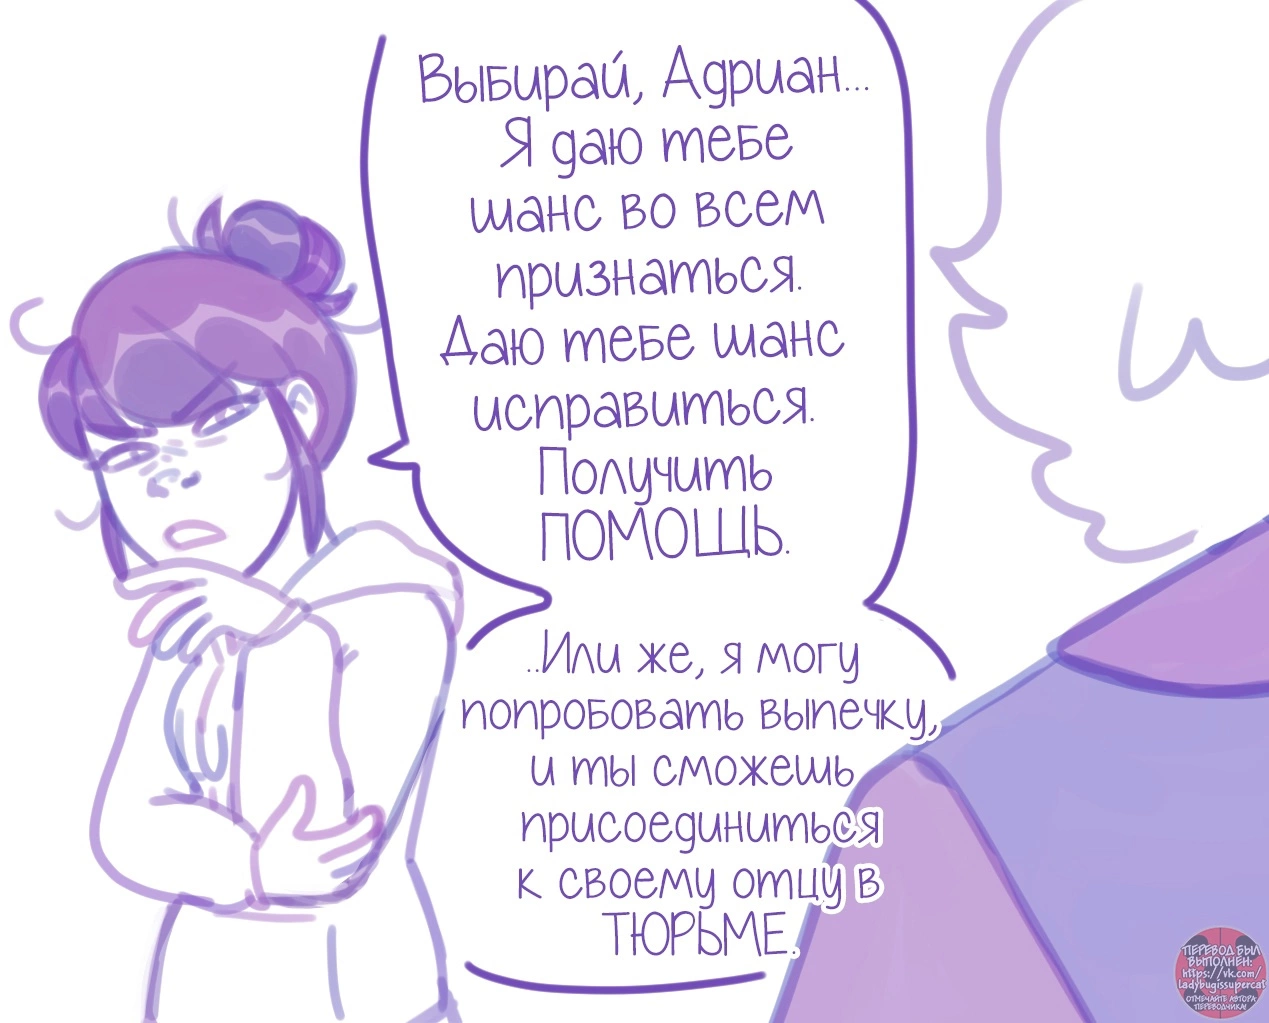 Выбирай, Адриан...
Я даю тебе
шанс во всем
признаться.
Даю тебе шанс
исправиться.
Получить
ПОМОЩЬ.
..Или же, я могу
попробовать выпечку,
и ты сможешь
присоединиться
к своему отцу в
ТЮРЬМЕ.
ПЕРЕВОД БЫЛ
ВЫПОЛНЕН:
https://vk.com/
ladybugissupercat
ОТМЕЧАЙТЕ АВТОРА
ПЕРЕВОДЧИКА!